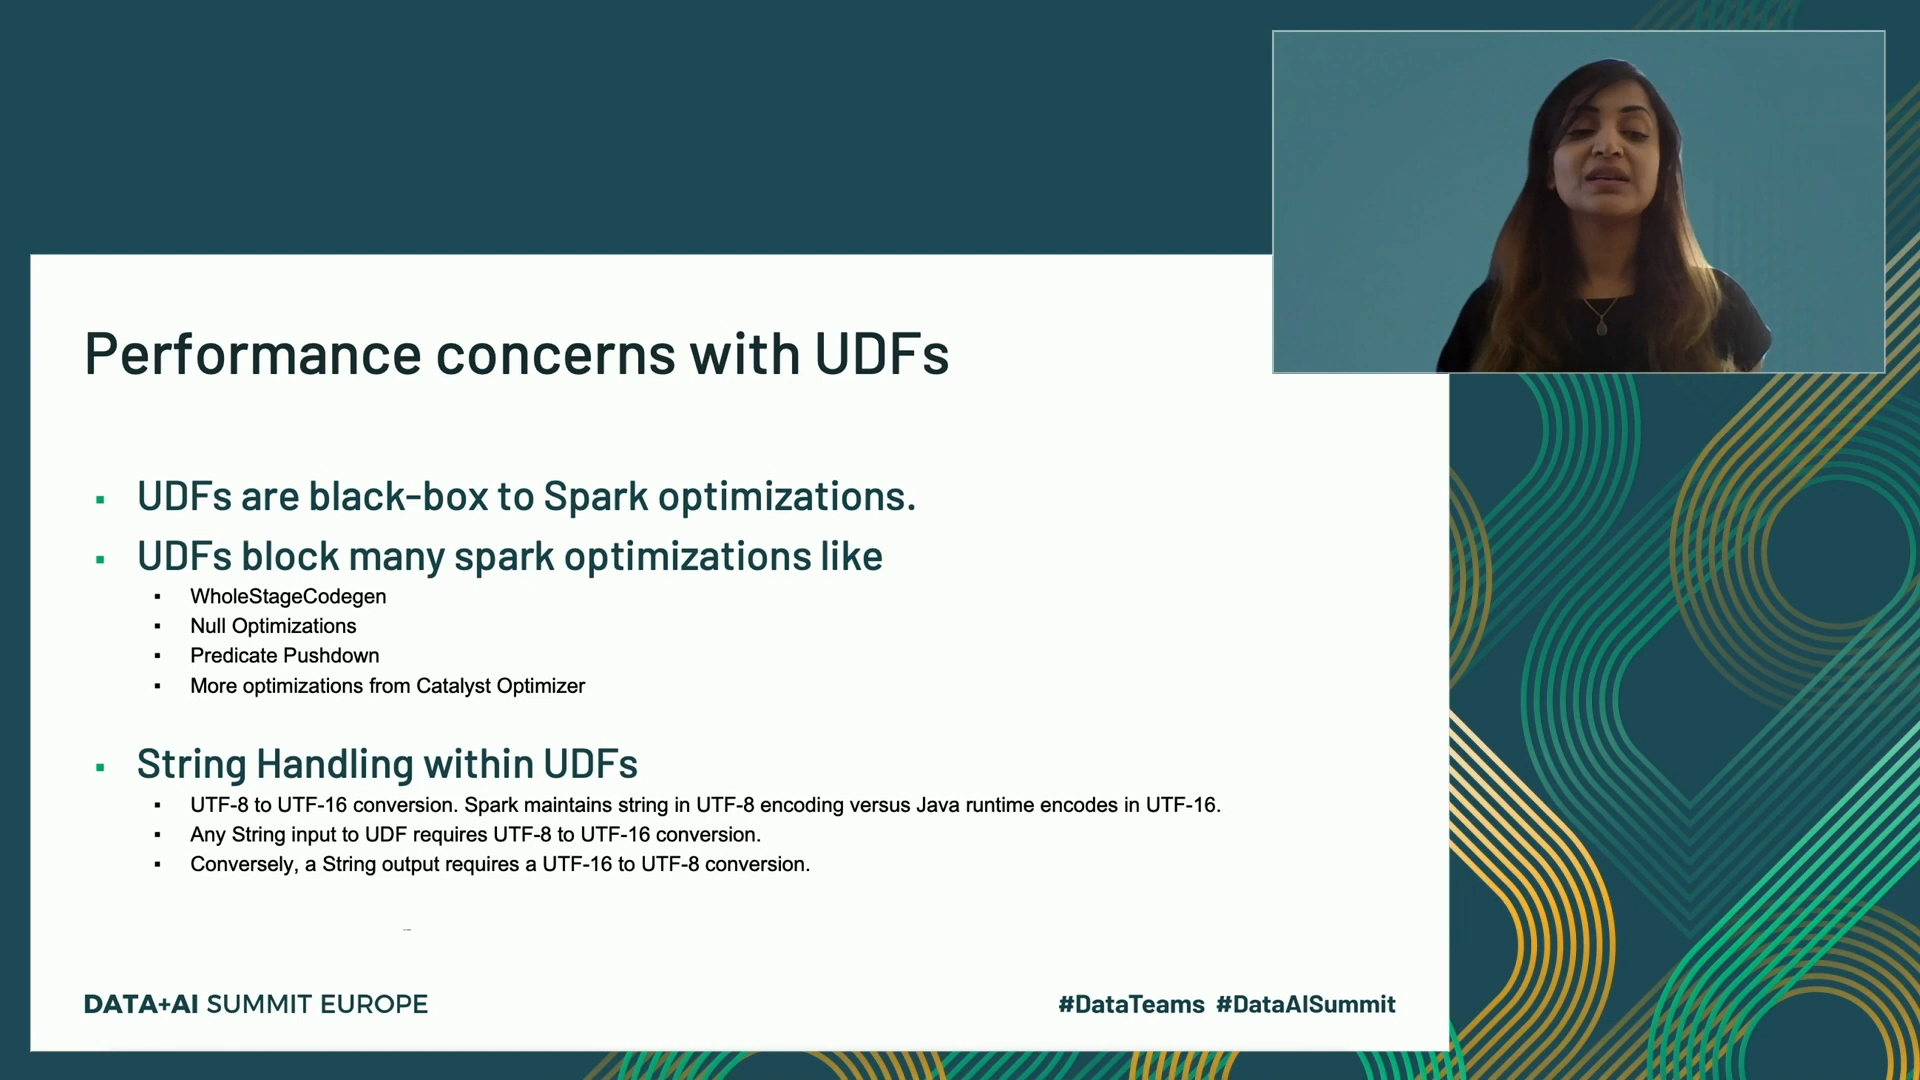 Performance concerns with UDFs
UDFs are black-box to Spark optimizations.
UDFs block many spark optimizations like
WholeStageCodegen
Null Optimizations
Predicate Pushdown
More optimizations from Catalyst Optimizer
String Handling within UDFs
UTF-8 to UTF-16 conversion. Spark maintains string in UTF-8 encoding versus Java runtime encodes in UTF-16.
Any String input to UDF requires UTF-8 to UTF-16 conversion.
Conversely, a String output requires a UTF-16 to UTF-8 conversion.
DATA+AI SUMMIT EUROPE
#DataTeams #DataAISummit